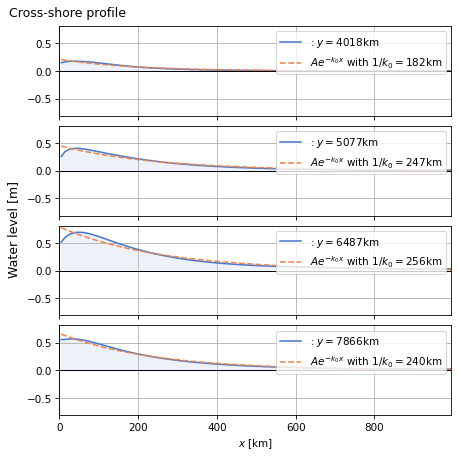 Cross-shore profile
Water level [m]
0.5
0.0
−0.5
: y = 4018km
Ae^{−k_0x} with 1/k_0 = 182km
0.5
0.0
−0.5
: y = 5077km
Ae^{−k_0x} with 1/k_0 = 247km
0.5
0.0
−0.5
: y = 6487km
Ae^{−k_0x} with 1/k_0 = 256km
0.5
0.0
−0.5
: y = 7866km
Ae^{−k_0x} with 1/k_0 = 240km
0 200 400 600 800
x [km]